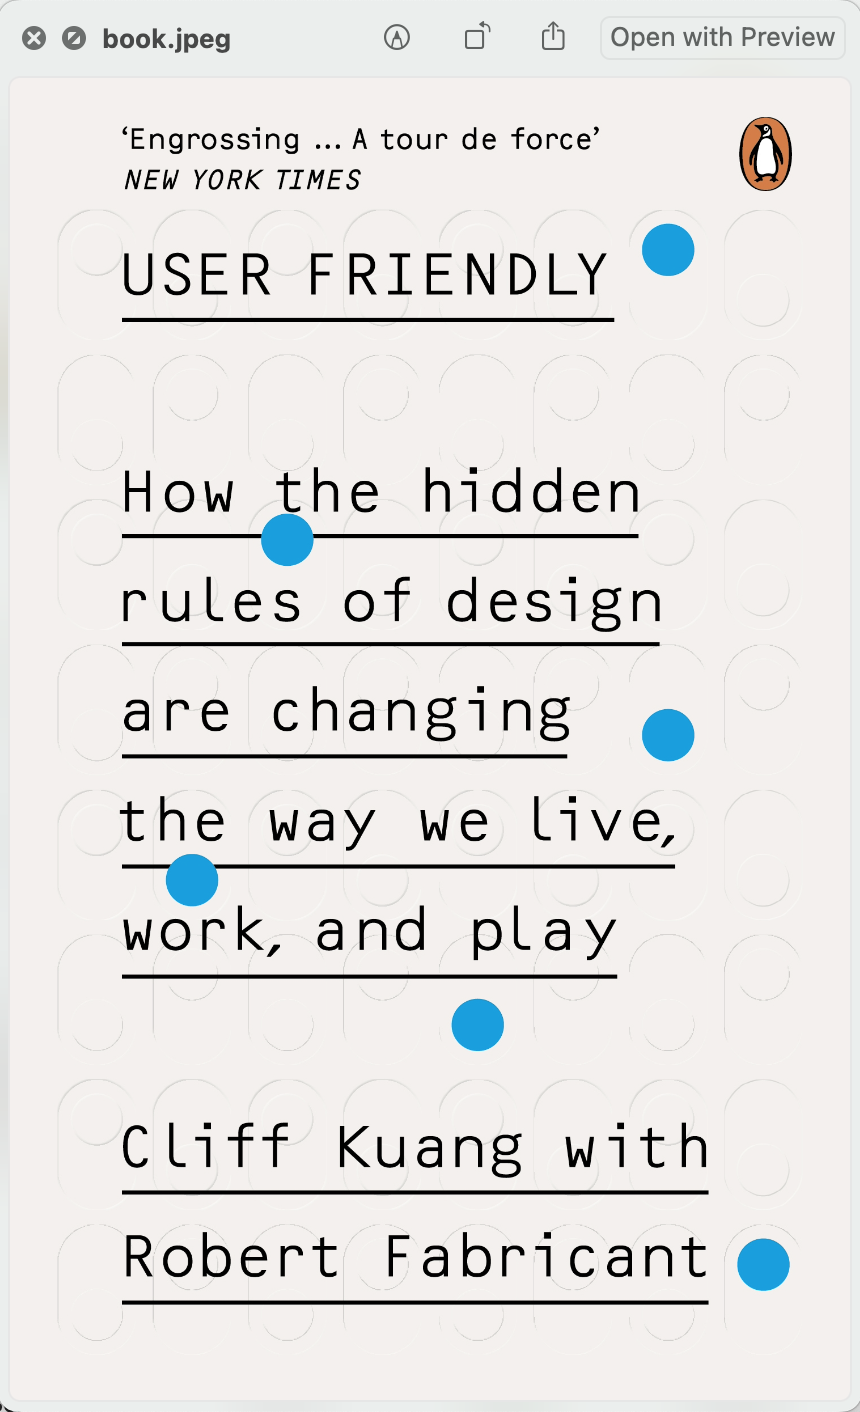 book.jpeg
Open with Preview
‘Engrossing ... A tour de force’
NEW YORK TIMES
USER FRIENDLY
How the hidden
rules of design
are changing
the way we live,
work, and play
Cliff Kuang with
Robert Fabricant